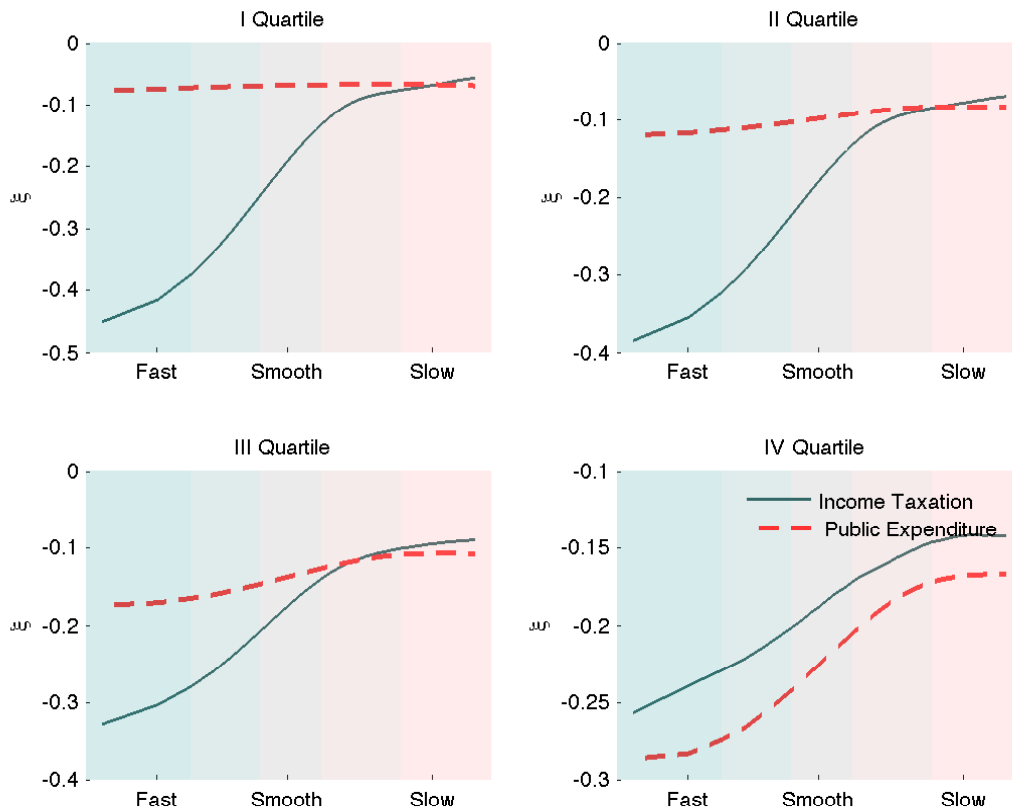 I Quartile
0
-0.1
-0.2
-0.3
-0.4
-0.5
ξ
Fast Smooth Slow
II Quartile
0
-0.1
-0.2
-0.3
-0.4
ξ
Fast Smooth Slow
III Quartile
0
-0.1
-0.2
-0.3
-0.4
ξ
Fast Smooth Slow
IV Quartile
-0.1
-0.15
-0.2
-0.25
-0.3
ξ
Income Taxation
Public Expenditure
Fast Smooth Slow